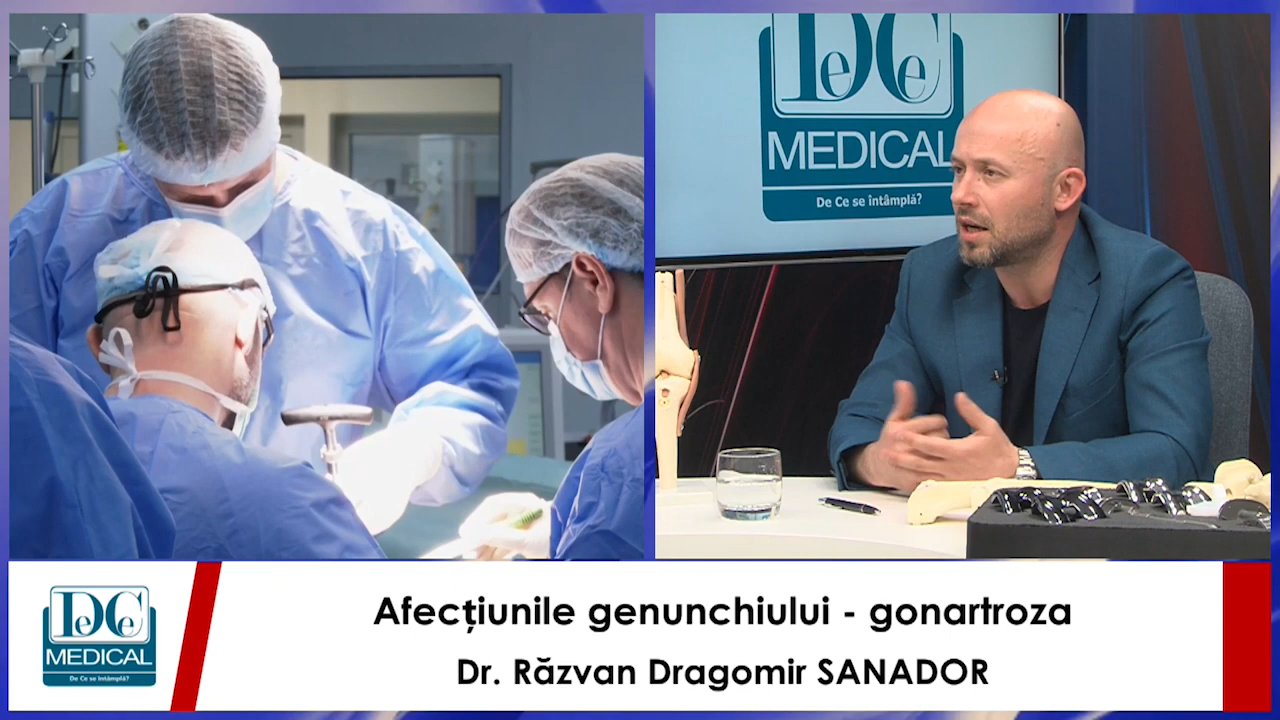 DeCe
MEDICAL
De Ce se întâmplă?
DeCe
MEDICAL
De Ce se întâmplă?
Afecțiunile genunchiului - gonartroza
Dr. Răzvan Dragomir SANADOR